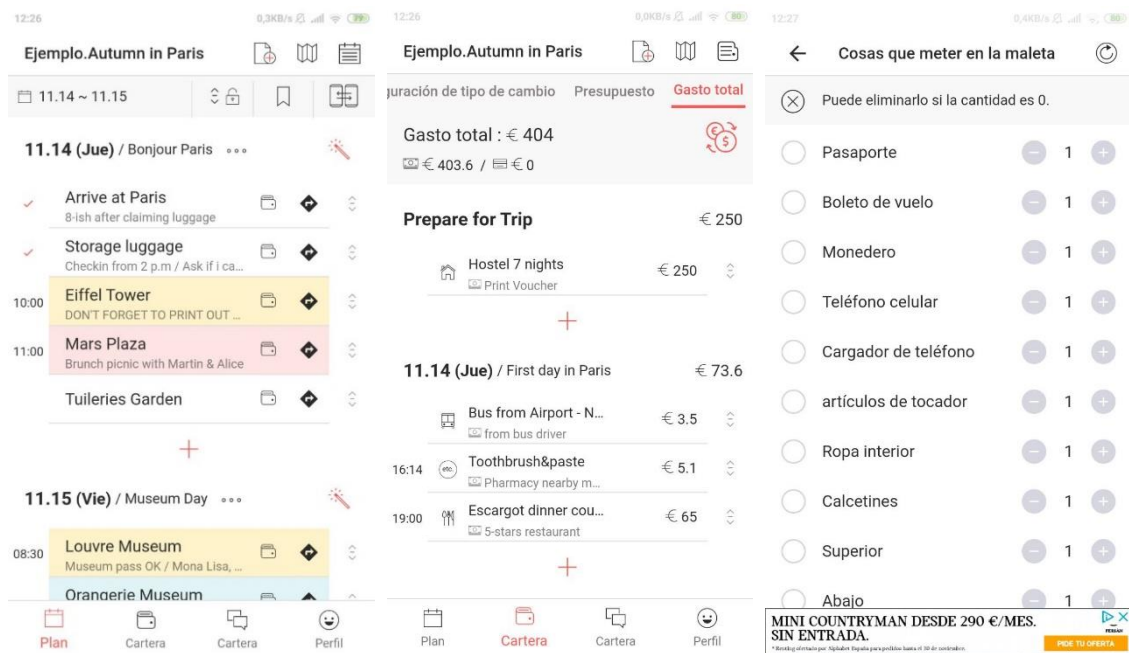 12:26
0,3KB/s
Ejemplo.Autumn in Paris
11.14 ~ 11.15
11.14 (Jue) / Bonjour Paris
Arrive at Paris
8-ish after claiming luggage
Storage luggage
Checkin from 2 p.m / Ask if i ca...
10:00
Eiffel Tower
DON'T FORGET TO PRINT OUT ...
11:00
Mars Plaza
Brunch picnic with Martin & Alice
Tuileries Garden
11.15 (Vie) / Museum Day
08:30
Louvre Museum
Museum pass OK / Mona Lisa, ...
Orangerie Museum
Plan
Cartera
Cartera
Perfil
12:26
0,0KB/s
80
Ejemplo.Autumn in Paris
uración de tipo de cambio Presupuesto Gasto total
Gasto total : € 404
€ 403.6 / € 0
Prepare for Trip € 250
Hostel 7 nights € 250
Print Voucher
11.14 (Jue) / First day in Paris € 73.6
Bus from Airport - N... € 3.5
from bus driver
16:14 etc. Toothbrush&paste € 5.1
Pharmacy nearby m...
19:00 Escargot dinner cou... € 65
5-stars restaurant
Plan
Cartera
Cartera
Perfil
12:27
0,4KB/s
80
Cosas que meter en la maleta
Puede eliminarlo si la cantidad es 0.
Pasaporte 1
Boleto de vuelo 1
Monedero 1
Teléfono celular 1
Cargador de teléfono 1
artículos de tocador 1
Ropa interior 1
Calcetines 1
Superior 1
Abajo 1
MINI COUNTRYMAN DESDE 290 €/MES.
SIN ENTRADA.
PIDE TU OFERTA